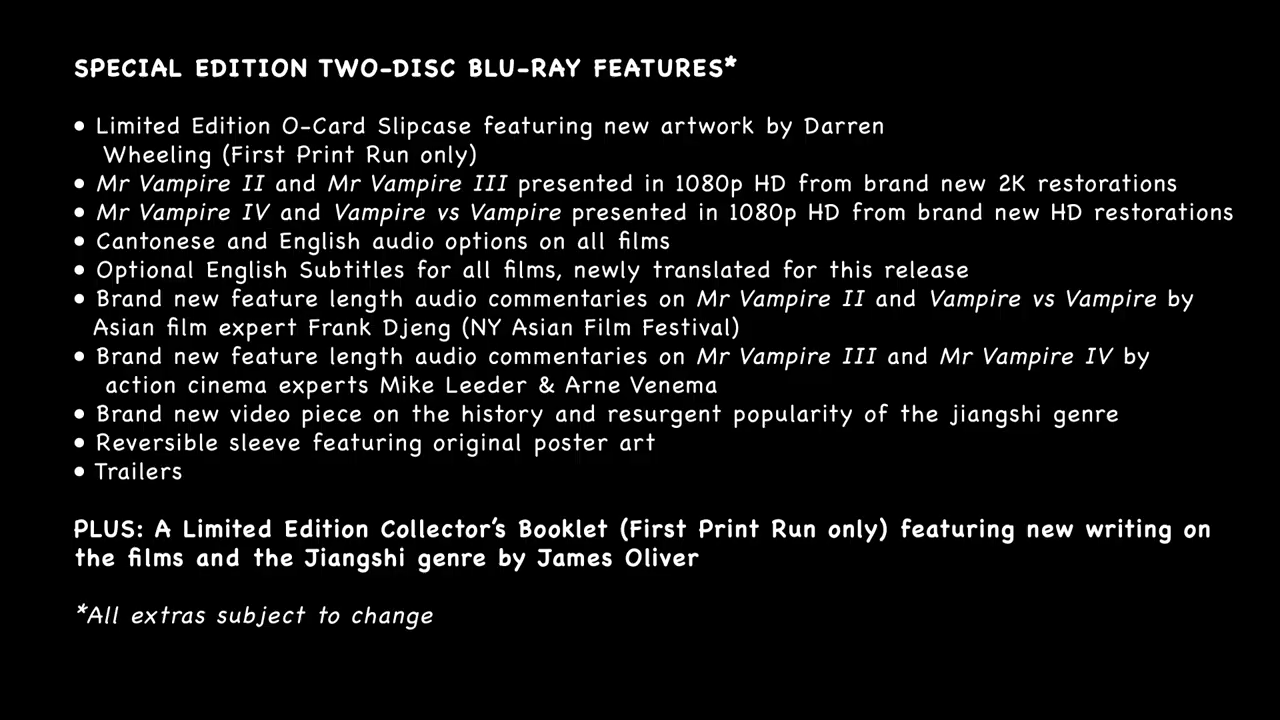 SPECIAL EDITION TWO-DISC BLU-RAY FEATURES*
• Limited Edition O-Card Slipcase featuring new artwork by Darren
Wheeling (First Print Run only)
• Mr Vampire II and Mr Vampire III presented in 1080p HD from brand new 2K restorations
• Mr Vampire IV and Vampire vs Vampire presented in 1080p HD from brand new HD restorations
• Cantonese and English audio options on all films
• Optional English Subtitles for all films, newly translated for this release
• Brand new feature length audio commentaries on Mr Vampire II and Vampire vs Vampire by
Asian film expert Frank Djeng (NY Asian Film Festival)
• Brand new feature length audio commentaries on Mr Vampire III and Mr Vampire IV by
action cinema experts Mike Leeder & Arne Venema
• Brand new video piece on the history and resurgent popularity of the jiangshi genre
• Reversible sleeve featuring original poster art
• Trailers
PLUS: A Limited Edition Collector's Booklet (First Print Run only) featuring new writing on
the films and the Jiangshi genre by James Oliver
*All extras subject to change